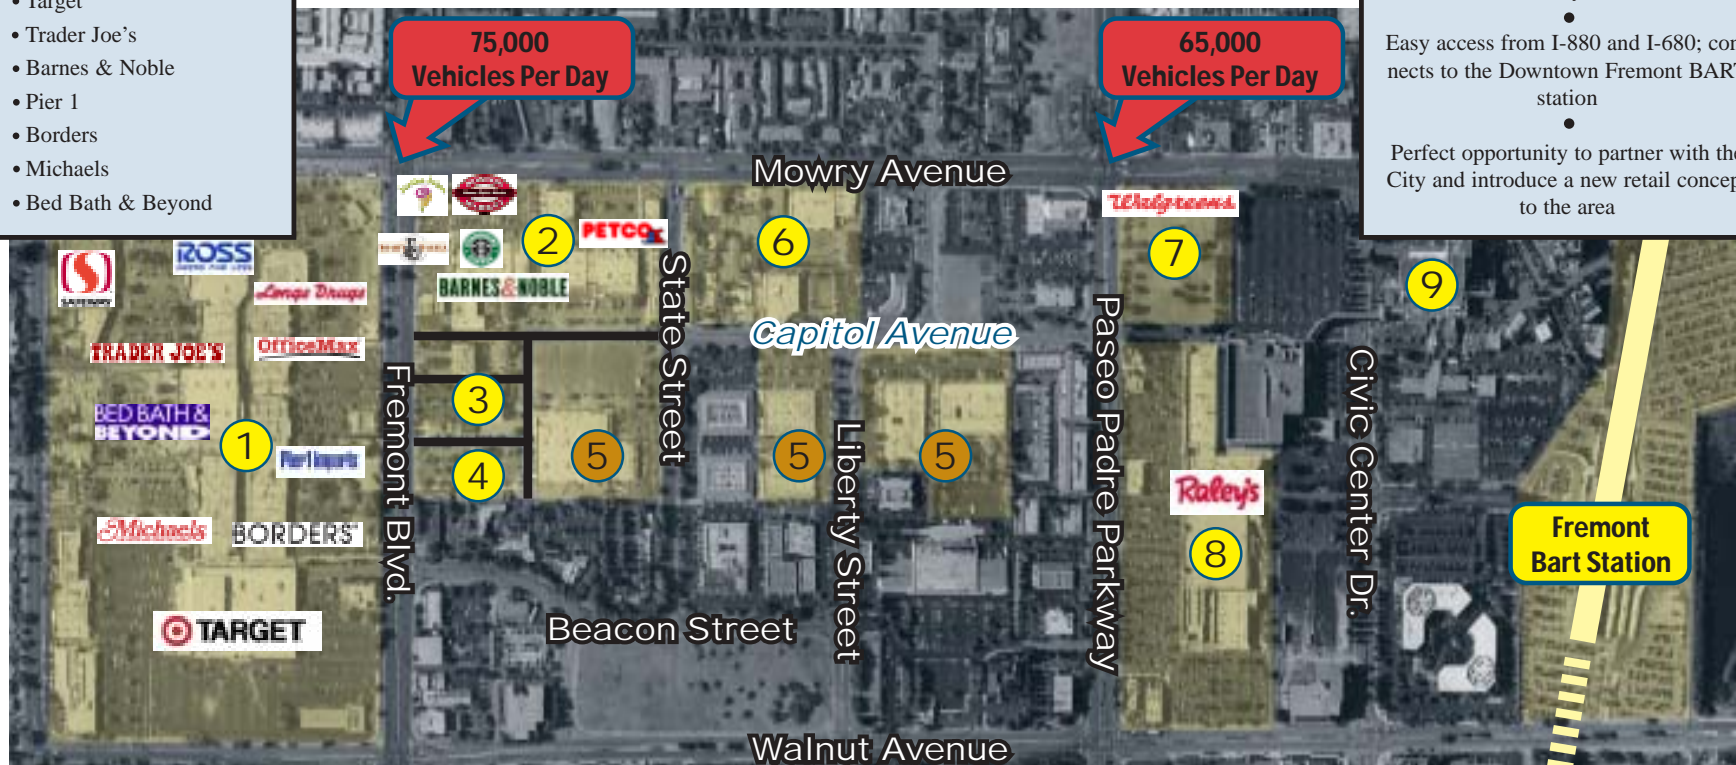 • Target
• Trader Joe's
• Barnes & Noble
• Pier 1
• Borders
• Michaels
• Bed Bath & Beyond
75,000
Vehicles Per Day
65,000
Vehicles Per Day
•
Easy access from I-880 and I-680; con
nects to the Downtown Fremont BART
station
•
Perfect opportunity to partner with the
City and introduce a new retail concep
to the area
Mowry Avenue
Walgreens
PETCO
2
6
7
9
ROSS
SAFEWAY
Longs Drugs
BARNES & NOBLE
State Street
Capitol Avenue
TRADER JOE'S
OfficeMax
Fremont Blvd.
Paseo Padre Parkway
Civic Center Dr.
3
BED BATH &
BEYOND
1
Pier 1 imports
4
5
5
5
Liberty Street
Raley's
Michaels
BORDERS
8
Fremont
Bart Station
TARGET
Beacon Street
Walnut Avenue